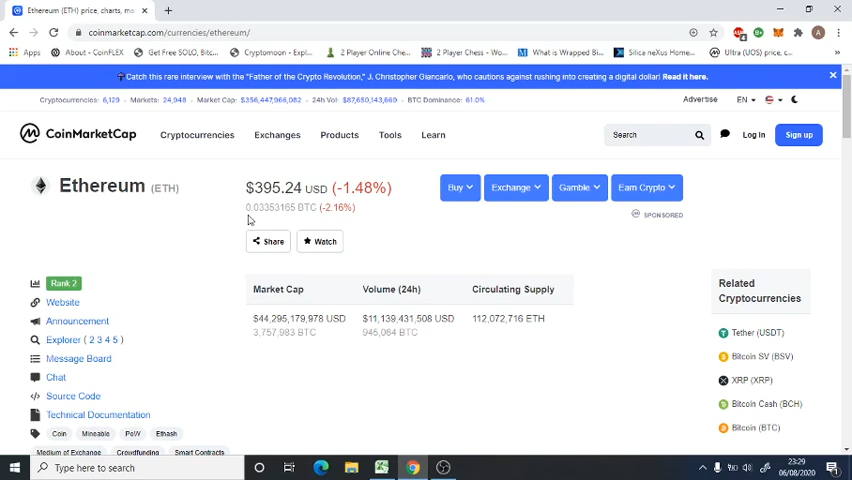 Ethereum (ETH) price, charts, ma
coinmarketcap.com/currencies/ethereum/
Apps About - CoinFLEX Get Free SOLO, Bitc... Cryptomoon - Expl... 2 Player Online Che... 2 Player Chess - Wo... What is Wrapped Bi... Silica neXus Home... Ultra (UOS) price, c...
Catch this rare interview with the "Father of the Crypto Revolution," J. Christopher Giancarlo, who cautions against rushing into creating a digital dollar! Read it here.
Cryptocurrencies: 6,129 · Markets: 24,948 · Market Cap: $356,447,966,082 · 24h Vol: $87,650,143,669 · BTC Dominance: 61.0% Advertise EN
CoinMarketCap Cryptocurrencies Exchanges Products Tools Learn Search Log In Sign up
Ethereum (ETH) $395.24 USD (-1.48%) Buy Exchange Gamble Earn Crypto
0.03353165 BTC (-2.16%)
SPONSORED
Share Watch
Rank 2
Website
Announcement
Explorer ( 2 3 4 5 )
Message Board
Chat
Source Code
Technical Documentation
Coin Mineable PoW Ethash
Medium of Exchange Crowdfunding Smart Contracts
Market Cap Volume (24h) Circulating Supply
$44,295,179,978 USD $11,139,431,508 USD 112,072,716 ETH
3,757,983 BTC 945,064 BTC
Related
Cryptocurrencies
Tether (USDT)
Bitcoin SV (BSV)
XRP (XRP)
Bitcoin Cash (BCH)
Bitcoin (BTC)
Type here to search
23:29
06/08/2020